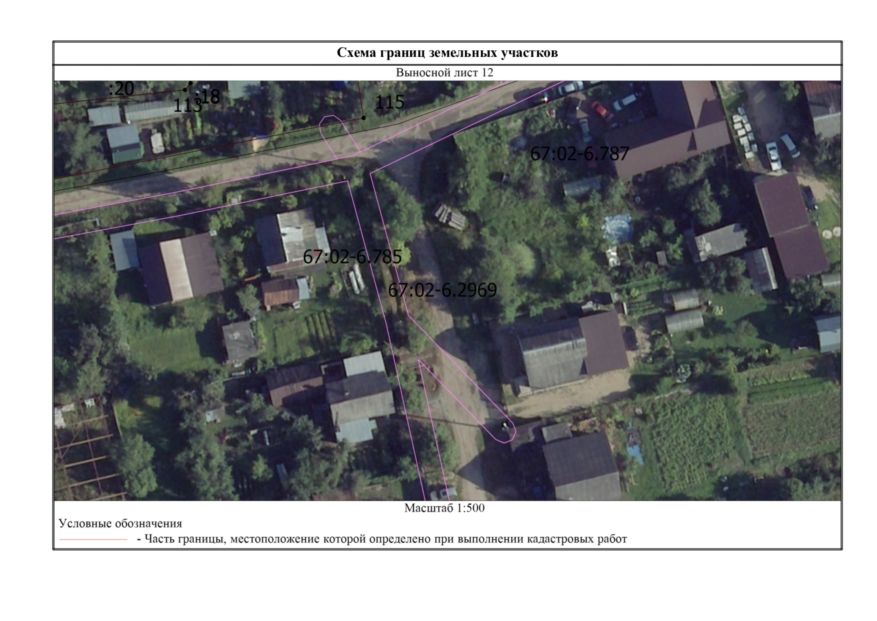 Схема границ земельных участков
Выносной лист 12
:20
:18
113
115
67:02-6.787
67:02-6.785
67:02-6.2969
Масштаб 1:500
Условные обозначения
- Часть границы, местоположение которой определено при выполнении кадастровых работ